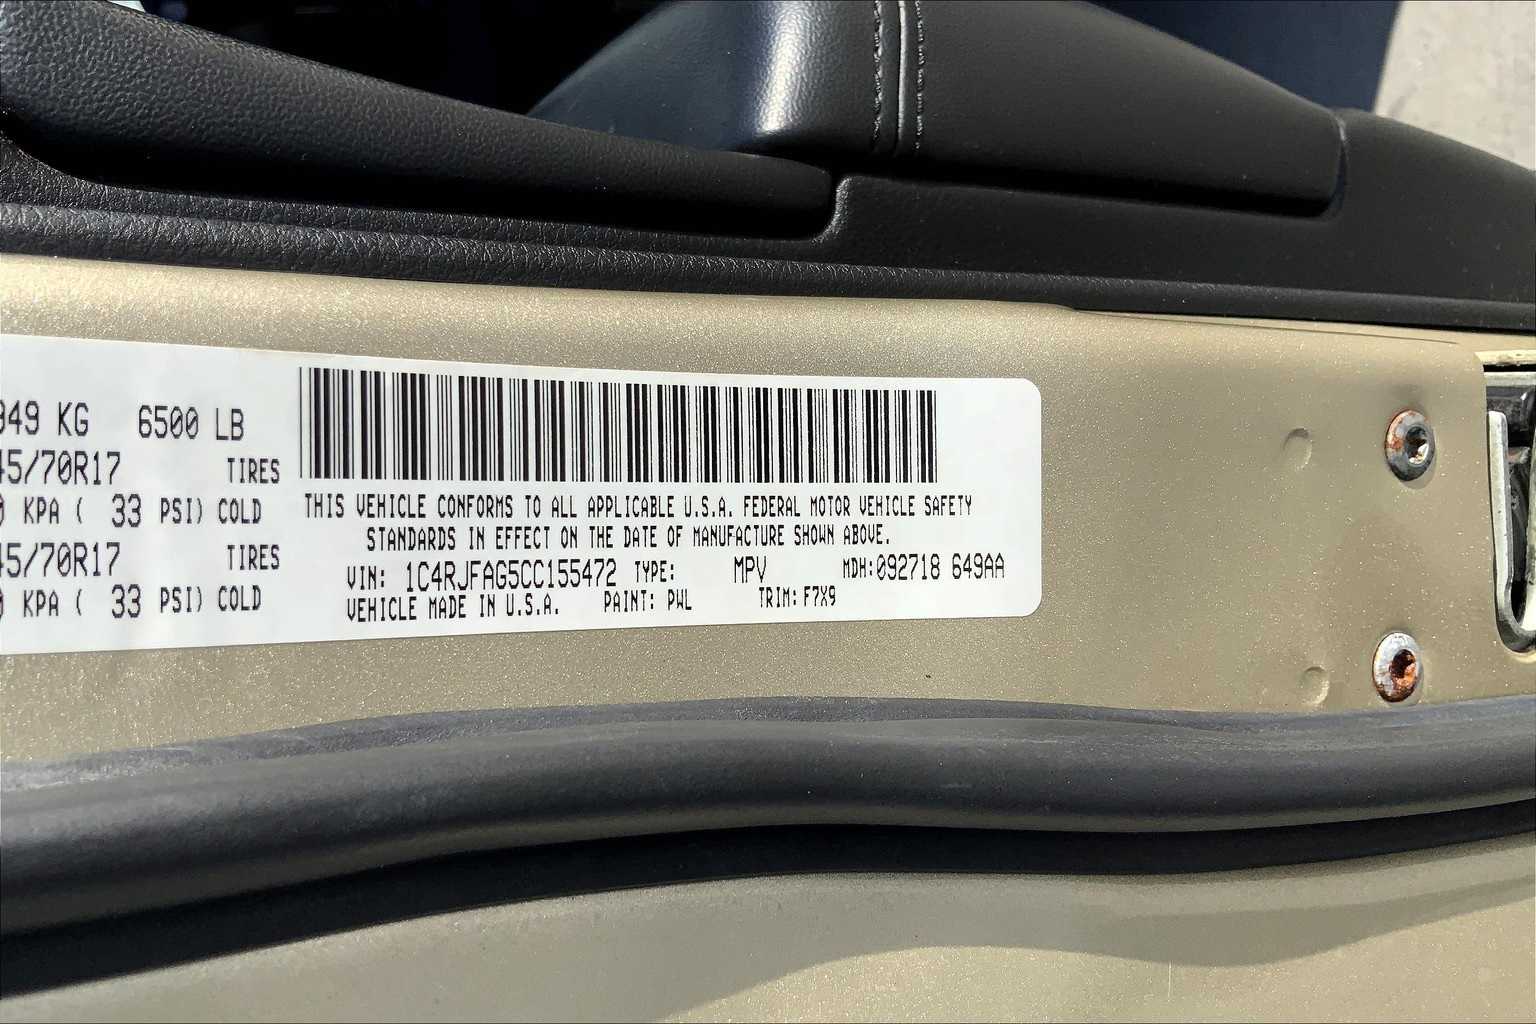 949 KG 6500 LB
45/70R17 TIRES
0 KPA ( 33 PSI) COLD
45/70R17 TIRES
0 KPA ( 33 PSI) COLD
THIS VEHICLE CONFORMS TO ALL APPLICABLE U.S.A. FEDERAL MOTOR VEHICLE SAFETY
STANDARDS IN EFFECT ON THE DATE OF MANUFACTURE SHOWN ABOVE.
VIN: 1C4RJFAG5CC155472 TYPE: MPV MDH:092718 649AA
VEHICLE MADE IN U.S.A. PAINT: PWL TRIM: F7X9